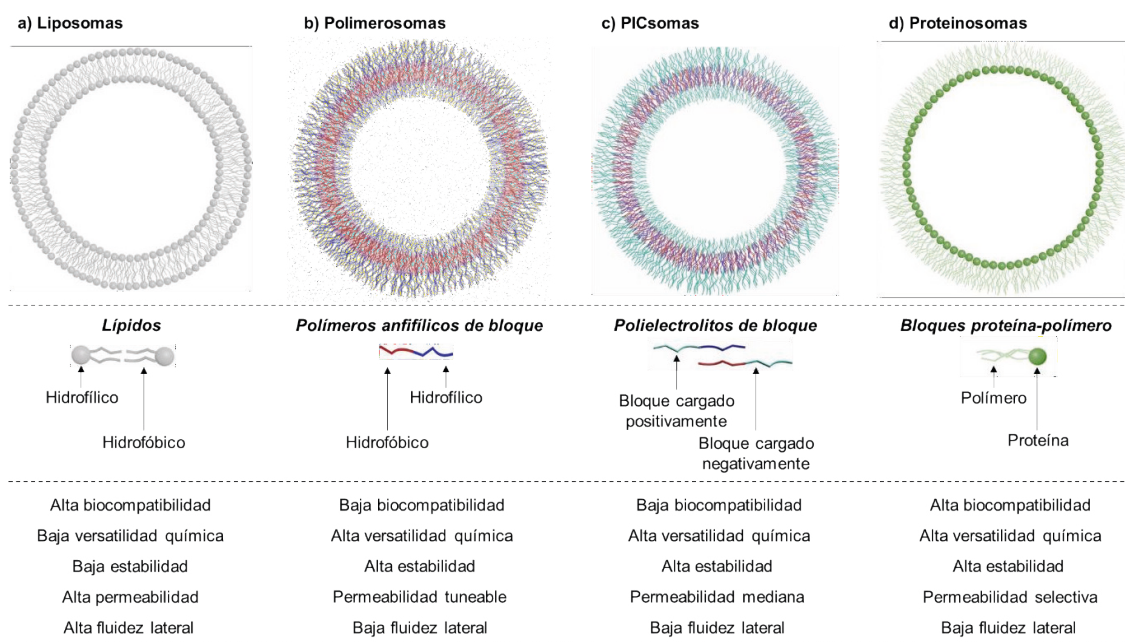 a) Liposomas
b) Polimerosomas
c) PICsomas
d) Proteinosomas
Lípidos
Polímeros anfifílicos de bloque
Polielectrolitos de bloque
Bloques proteína-polímero
Hidrofílico
Hidrofóbico
Hidrofílico
Hidrofóbico
Bloque cargado
positivamente
Bloque cargado
negativamente
Polímero
Proteína
Alta biocompatibilidad
Baja biocompatibilidad
Baja biocompatibilidad
Alta biocompatibilidad
Baja versatilidad química
Alta versatilidad química
Alta versatilidad química
Alta versatilidad química
Baja estabilidad
Alta estabilidad
Alta estabilidad
Alta estabilidad
Alta permeabilidad
Permeabilidad tuneable
Permeabilidad mediana
Permeabilidad selectiva
Alta fluidez lateral
Baja fluidez lateral
Baja fluidez lateral
Baja fluidez lateral